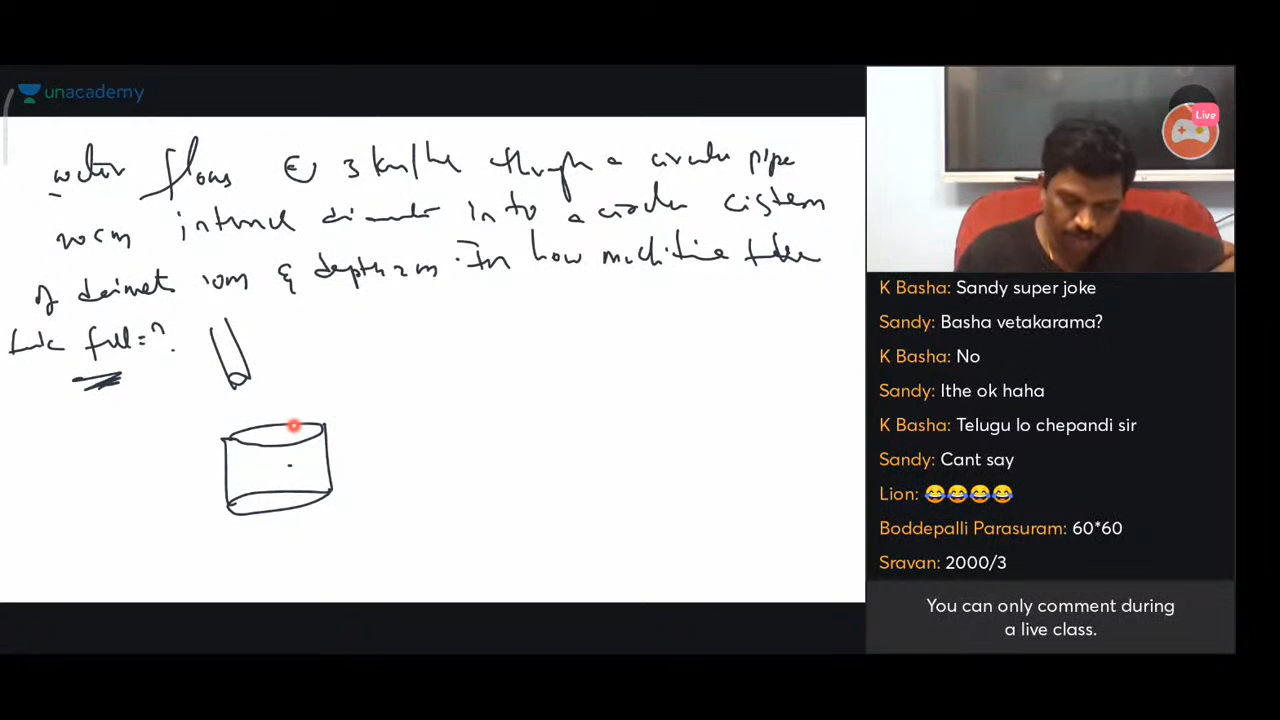 unacademy
water flows @ 3 km/hr through a circular pipe
20cm internal diameter into a circular cistern
of diameter 10m & depth 2m. In how much time
tank full=?
Live
K Basha: Sandy super joke
Sandy: Basha vetakarama?
K Basha: No
Sandy: Ithe ok haha
K Basha: Telugu lo chepandi sir
Sandy: Cant say
Lion: 😂😂😂😂
Boddepalli Parasuram: 60*60
Sravan: 2000/3
You can only comment during
a live class.